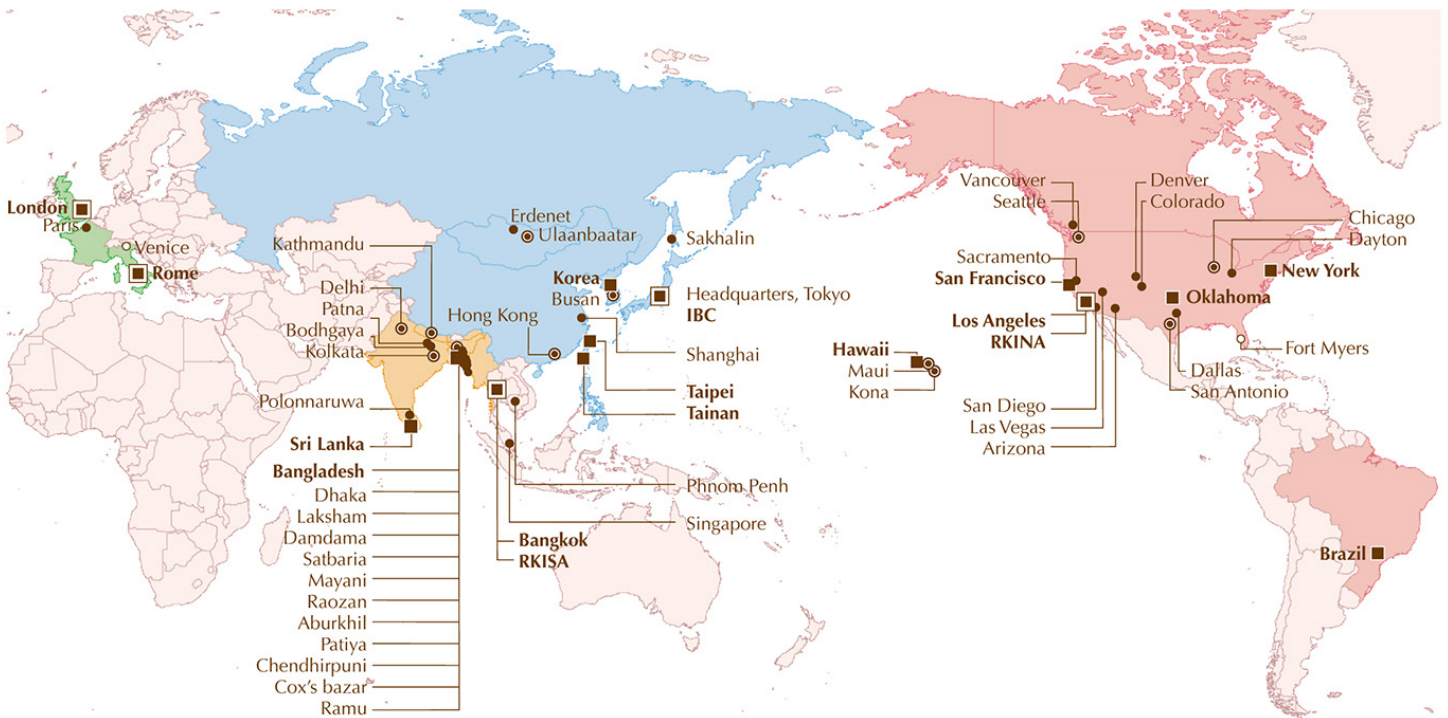 London
Paris
Venice
Rome
Kathmandu
Delhi
Patna
Bodhgaya
Kolkata
Polonnaruwa
Sri Lanka
Bangladesh
Dhaka
Laksham
Damdama
Satbaria
Mayani
Raozan
Aburkhil
Patiya
Chendhirpuni
Cox's bazar
Ramu
Erdenet
Ulaanbaatar
Sakhalin
Korea
Busan
Headquarters, Tokyo
IBC
Hong Kong
Shanghai
Taipei
Tainan
Phnom Penh
Singapore
Bangkok
RKISA
Hawaii
Maui
Kona
Vancouver
Seattle
Sacramento
San Francisco
Los Angeles
RKINA
San Diego
Las Vegas
Arizona
Denver
Colorado
Chicago
Dayton
New York
Oklahoma
Fort Myers
Dallas
San Antonio
Brazil